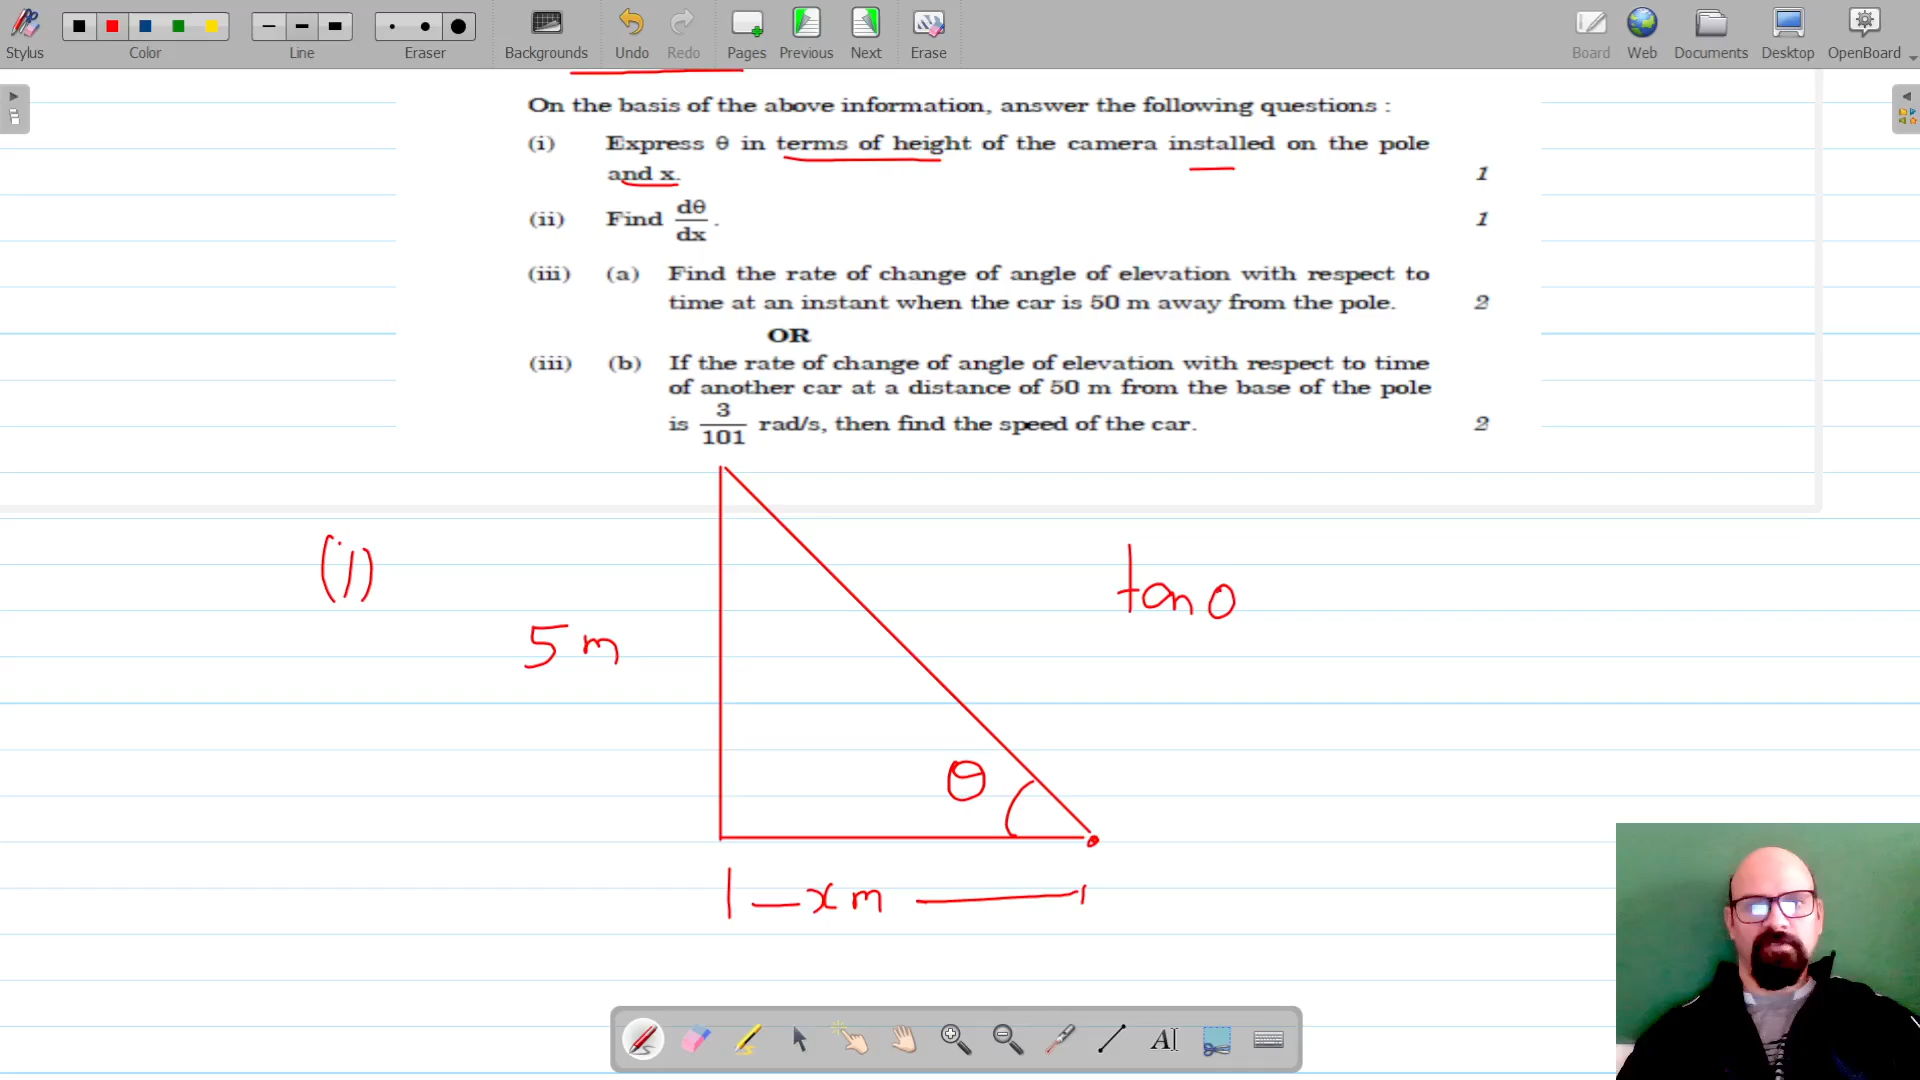 Stylus Color Line Eraser Backgrounds Undo Redo Pages Previous Next Erase Board Web Documents Desktop OpenBoard
On the basis of the above information, answer the following questions :
(i) Express θ in terms of height of the camera installed on the pole
and x. 1
(ii) Find dθ/dx . 1
(iii) (a) Find the rate of change of angle of elevation with respect to
time at an instant when the car is 50 m away from the pole. 2
OR
(iii) (b) If the rate of change of angle of elevation with respect to time
of another car at a distance of 50 m from the base of the pole
is 3/101 rad/s, then find the speed of the car. 2
(i)
tan θ
5 m
θ
x m
AI